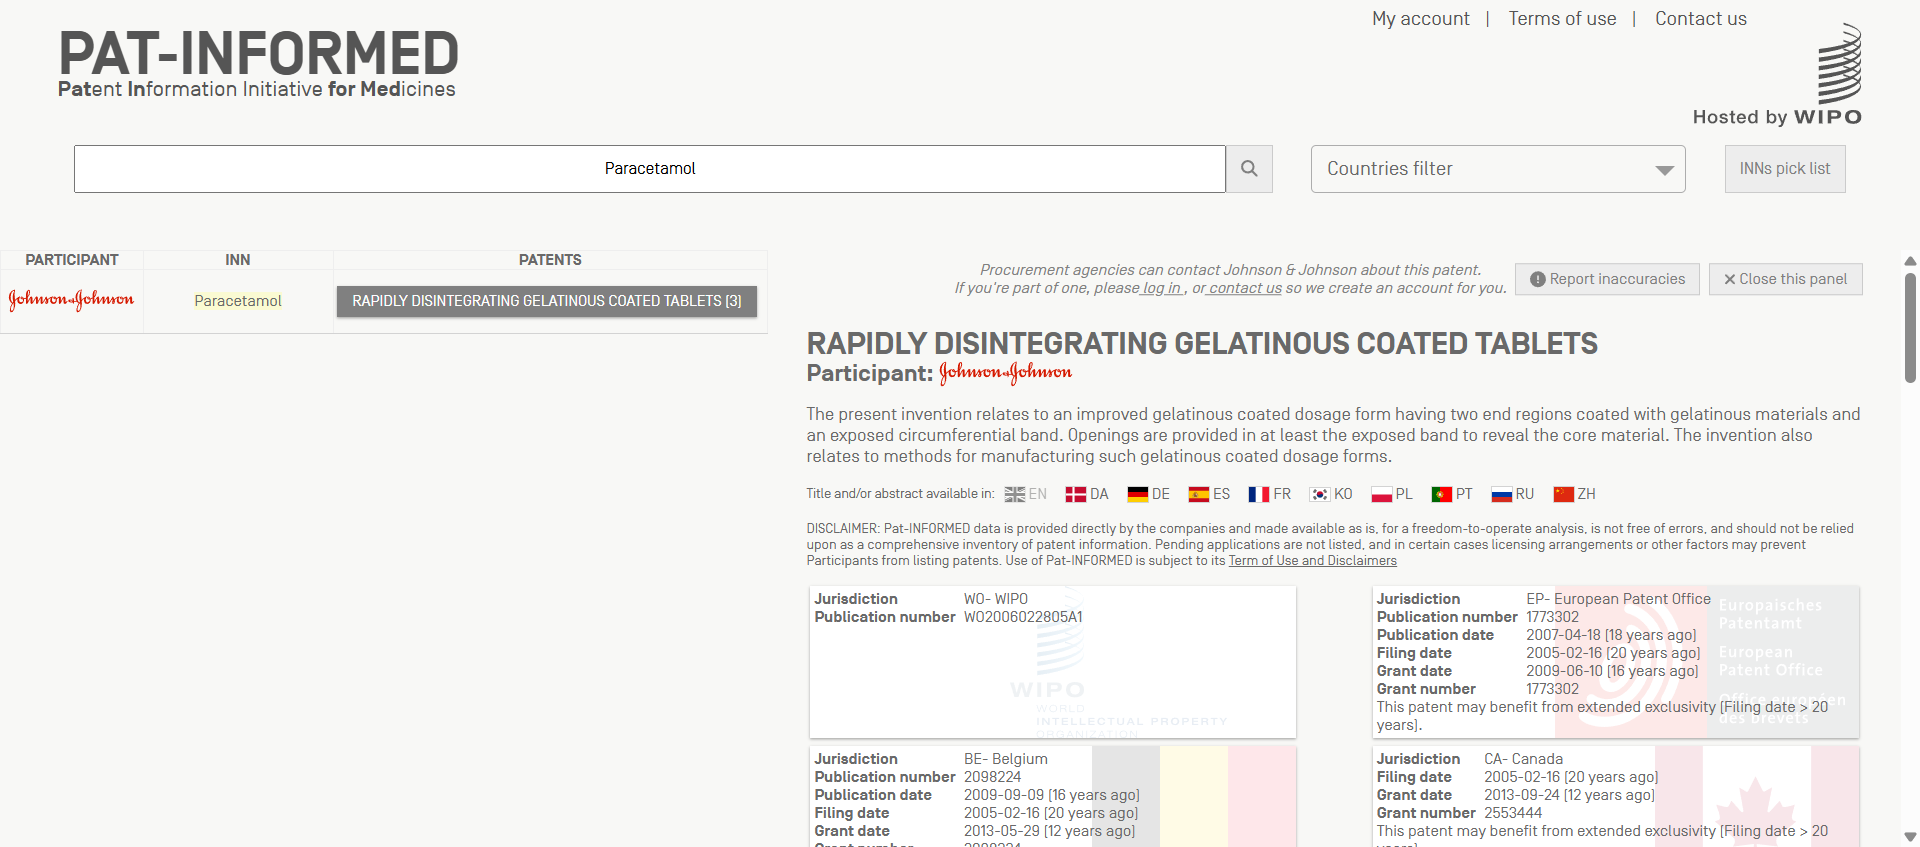 My account | Terms of use | Contact us
PAT-INFORMED
Patent Information Initiative for Medicines
Hosted by WIPO
Paracetamol
Countries filter
INNs pick list
PARTICIPANT INN PATENTS
Johnson & Johnson Paracetamol RAPIDLY DISINTEGRATING GELATINOUS COATED TABLETS (3)
Procurement agencies can contact Johnson & Johnson about this patent.
If you're part of one, please log in , or contact us so we create an account for you.
Report inaccuracies
Close this panel
RAPIDLY DISINTEGRATING GELATINOUS COATED TABLETS
Participant: Johnson & Johnson
The present invention relates to an improved gelatinous coated dosage form having two end regions coated with gelatinous materials and
an exposed circumferential band. Openings are provided in at least the exposed band to reveal the core material. The invention also
relates to methods for manufacturing such gelatinous coated dosage forms.
Title and/or abstract available in: EN DA DE ES FR KO PL PT RU ZH
DISCLAIMER: Pat-INFORMED data is provided directly by the companies and made available as is, for a freedom-to-operate analysis, is not free of errors, and should not be relied
upon as a comprehensive inventory of patent information. Pending applications are not listed, and in certain cases licensing arrangements or other factors may prevent
Participants from listing patents. Use of Pat-INFORMED is subject to its Term of Use and Disclaimers
Jurisdiction WO- WIPO
Publication number WO2006022805A1
WIPO
WORLD
INTELLECTUAL PROPERTY
ORGANIZATION
Jurisdiction EP- European Patent Office
Publication number 1773302
Publication date 2007-04-18 (18 years ago)
Filing date 2005-02-16 (20 years ago)
Grant date 2009-06-10 (16 years ago)
Grant number 1773302
This patent may benefit from extended exclusivity (Filing date > 20
years).
Europäisches
Patentamt
European
Patent Office
Office européen
des brevets
Jurisdiction BE- Belgium
Publication number 2098224
Publication date 2009-09-09 (16 years ago)
Filing date 2005-02-16 (20 years ago)
Grant date 2013-05-29 (12 years ago)
Grant number 2098224
Jurisdiction CA- Canada
Filing date 2005-02-16 (20 years ago)
Grant date 2013-09-24 (12 years ago)
Grant number 2553444
This patent may benefit from extended exclusivity (Filing date > 20
years).